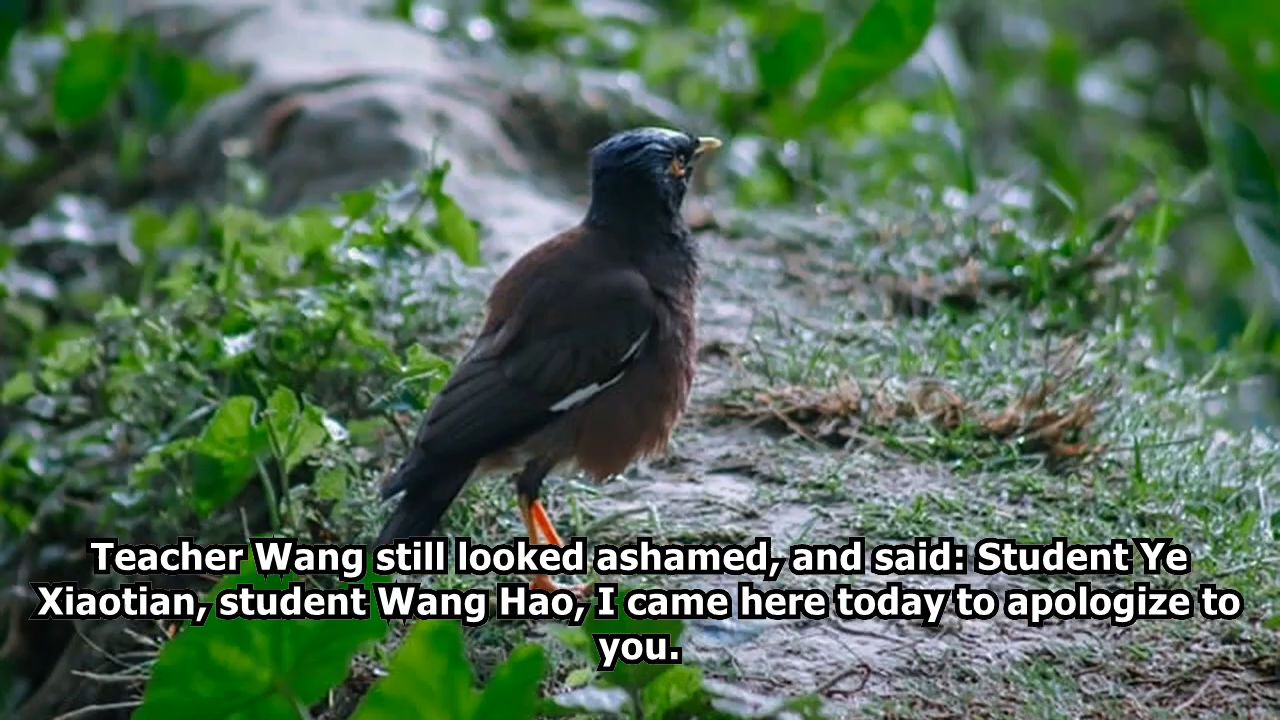 Teacher Wang still looked ashamed, and said: Student Ye
Xiaotian, student Wang Hao, I came here today to apologize to
you.